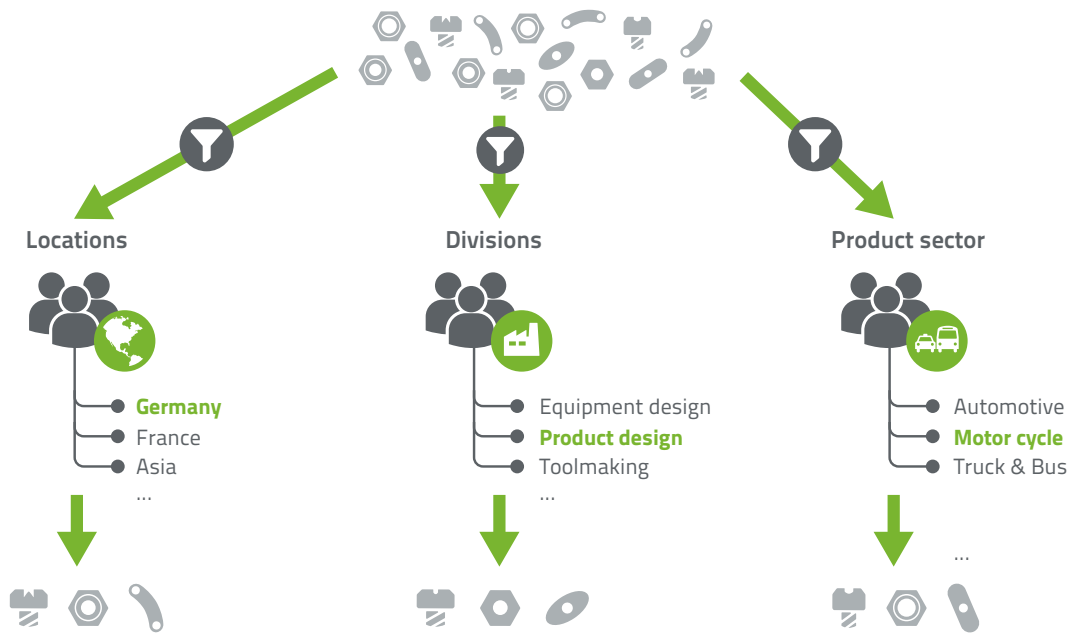 Locations
Germany
France
Asia
...
Divisions
Equipment design
Product design
Toolmaking
...
Product sector
Automotive
Motor cycle
Truck & Bus
...